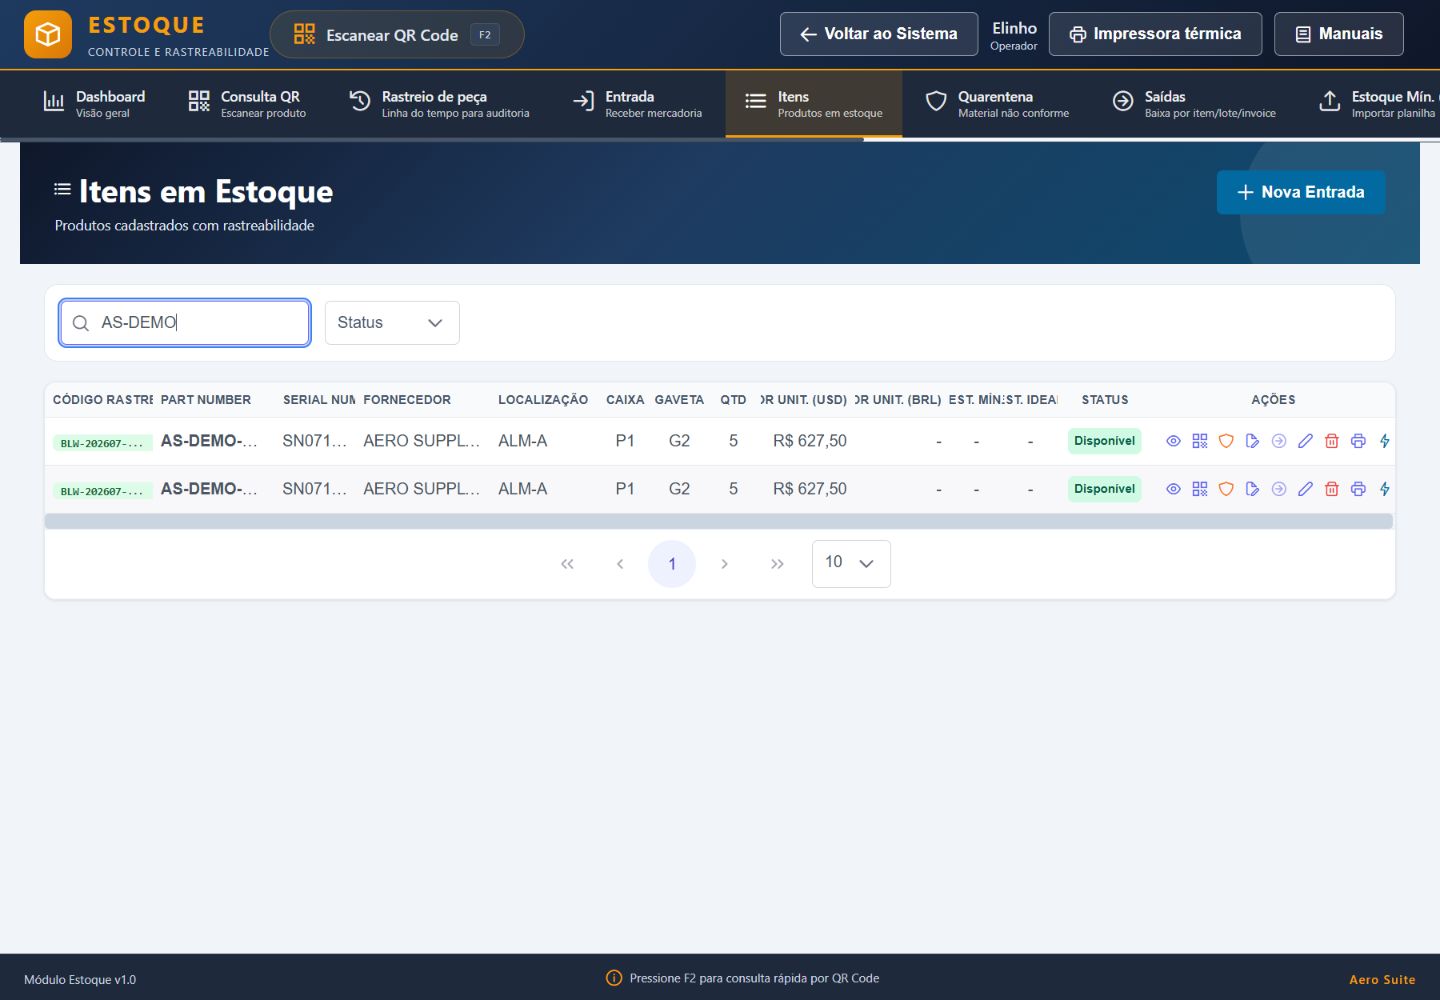 ESTOQUE
CONTROLE E RASTREABILIDADE
Escanear QR Code F2
Voltar ao Sistema
Elinho
Operador
Impressora térmica
Manuais
Dashboard
Visão geral
Consulta QR
Escanear produto
Rastreio de peça
Linha do tempo para auditoria
Entrada
Receber mercadoria
Itens
Produtos em estoque
Quarentena
Material não conforme
Saídas
Baixa por item/lote/invoice
Estoque Mín.
Importar planilha
Itens em Estoque
Produtos cadastrados com rastreabilidade
Nova Entrada
AS-DEMO
Status
CÓDIGO RASTRE PART NUMBER SERIAL NUM FORNECEDOR LOCALIZAÇÃO CAIXA GAVETA QTD OR UNIT. (USD) OR UNIT. (BRL) EST. MÍN. ST. IDEAL STATUS AÇÕES
BLW-202607-... AS-DEMO-... SN071... AERO SUPPL... ALM-A P1 G2 5 R$ 627,50 - - - Disponível
BLW-202607-... AS-DEMO-... SN071... AERO SUPPL... ALM-A P1 G2 5 R$ 627,50 - - - Disponível
« ‹ 1 › » 10
Módulo Estoque v1.0
Pressione F2 para consulta rápida por QR Code
Aero Suite